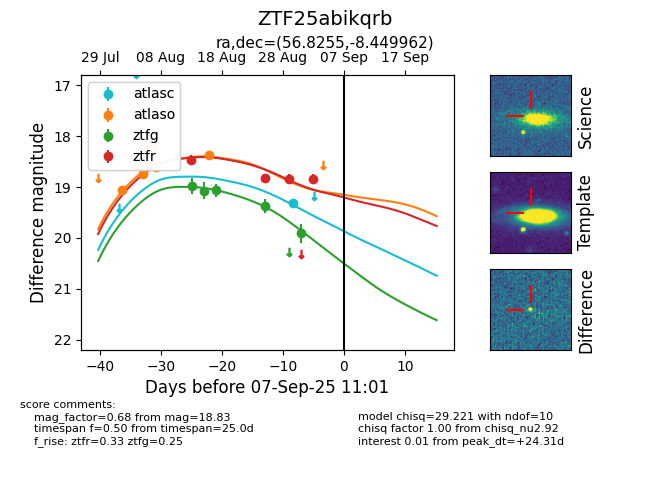 ZTF25abikqrb
ra,dec=(56.8255,-8.449962)
29 Jul 08 Aug 18 Aug 28 Aug 07 Sep 17 Sep
17
18
19
20
21
22
Difference magnitude
atlasc
atlaso
ztfg
ztfr
−40 −30 −20 −10 0 10
Days before 07-Sep-25 11:01
Science
Template
Difference
score comments:
mag_factor=0.68 from mag=18.83
timespan f=0.50 from timespan=25.0d
f_rise: ztfr=0.33 ztfg=0.25
model chisq=29.221 with ndof=10
chisq factor 1.00 from chisq_nu2.92
interest 0.01 from peak_dt=+24.31d